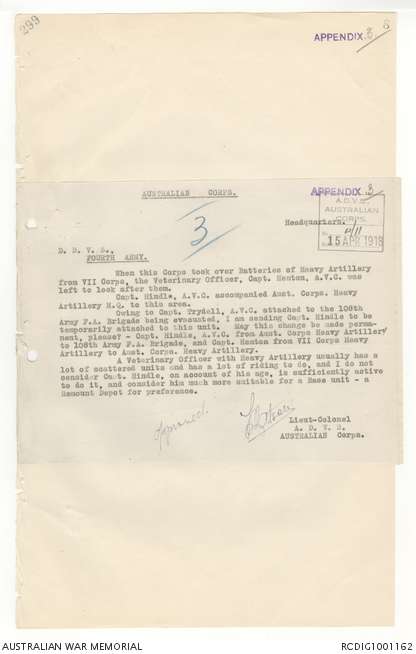 299
APPENDIX. 3. 8
AUSTRALIAN CORPS.
APPENDIX 3
A.D.V.S.,
AUSTRALIAN
CORPS.
15 APR 1918
3
Headquarters.
D. D. V. S.,
FOURTH ARMY.
When this Corps took over Batteries of Heavy Artillery
from VII Corps, the Veterinary Officer, Capt. Heaton, A.V.C. was
left to look after them.
Capt. Hindle, A.V.C. accompanied Aust. Corps. Heavy
Artillery H.Q. to this area.
Owing to Capt. Trydell, A.V.C. attached to the 108th
Army F.A. Brigade being evacuated, I am sending Capt. Hindle to be
temporarily attached to this unit. May this change be made perma-
nent, please? - Capt. Hindle, A.V.C. from Aust. Corps Heavy Artillery
to 108th Army F.A. Brigade, and Capt. Heaton from VII Corps Heavy
Artillery to Aust. Corps. Heavy Artillery.
A Veterinary Officer with Heavy Artillery usually has a
lot of scattered units and has a lot of riding to do, and I do not
consider Capt. Hindle, on account of his age, is sufficiently active
to do it, and consider him much more suitable for a Base unit - a
Remount Depot for preference.
Approved.
Lieut-Colonel
A. D. V. S.
AUSTRALIAN Corps.
AUSTRALIAN WAR MEMORIAL
RCDIG1001162